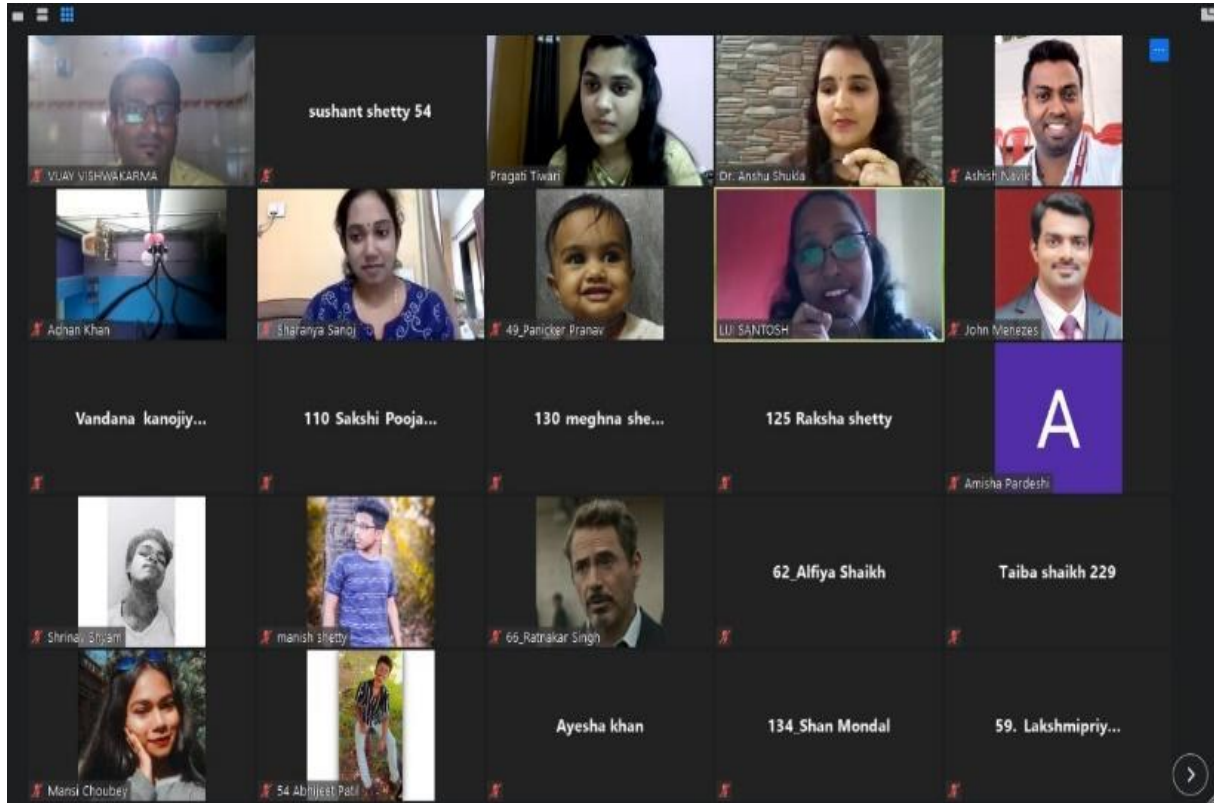 VIJAY VISHWAKARMA
sushant shetty 54
Pragati Tiwari
Dr. Anshu Shukla
Ashish Navik
Adnan Khan
Sharanya Sanoj
49_Panicker Pranav
LIJI SANTOSH
John Menezes
Vandana kanojiy...
110 Sakshi Pooja...
130 meghna she...
125 Raksha shetty
A
Amisha Pardeshi
Shrinav Shyam
manish shetty
66_Ratnakar Singh
62_Alfiya Shaikh
Taiba shaikh 229
Mansi Choubey
54 Abhijeet Patil
Ayesha khan
134_Shan Mondal
59. Lakshmipriy...